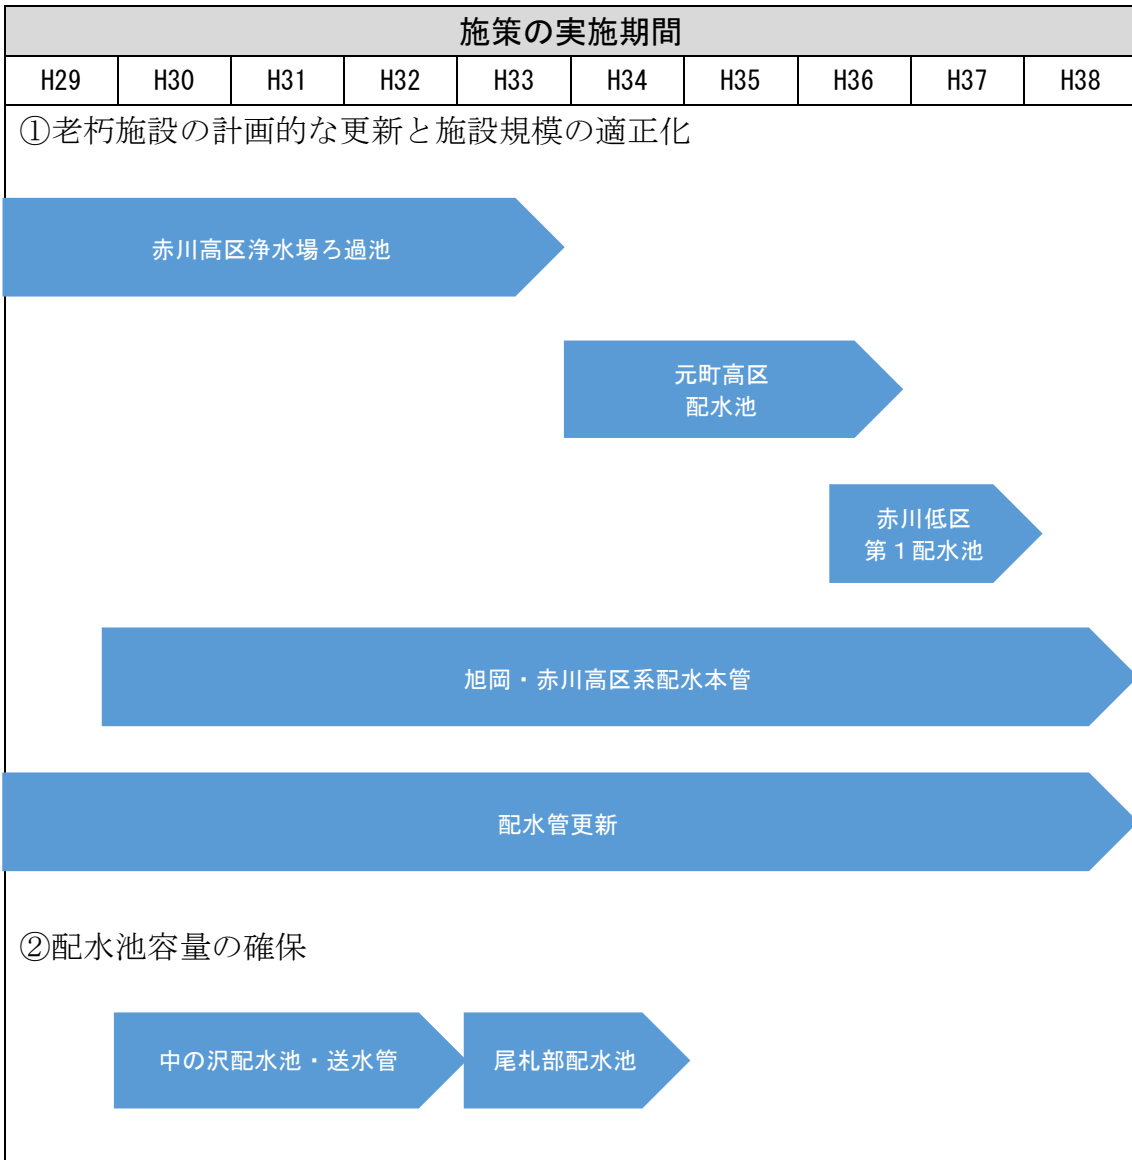 施策の実施期間
H29 H30 H31 H32 H33 H34 H35 H36 H37 H38
①老朽施設の計画的な更新と施設規模の適正化
赤川高区浄水場ろ過池
元町高区
配水池
赤川低区
第１配水池
旭岡・赤川高区系配水本管
配水管更新
②配水池容量の確保
中の沢配水池・送水管
尾札部配水池